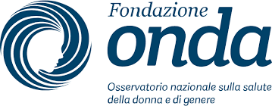 Fondazione
onda
Osservatorio nazionale sulla salute
della donna e di genere